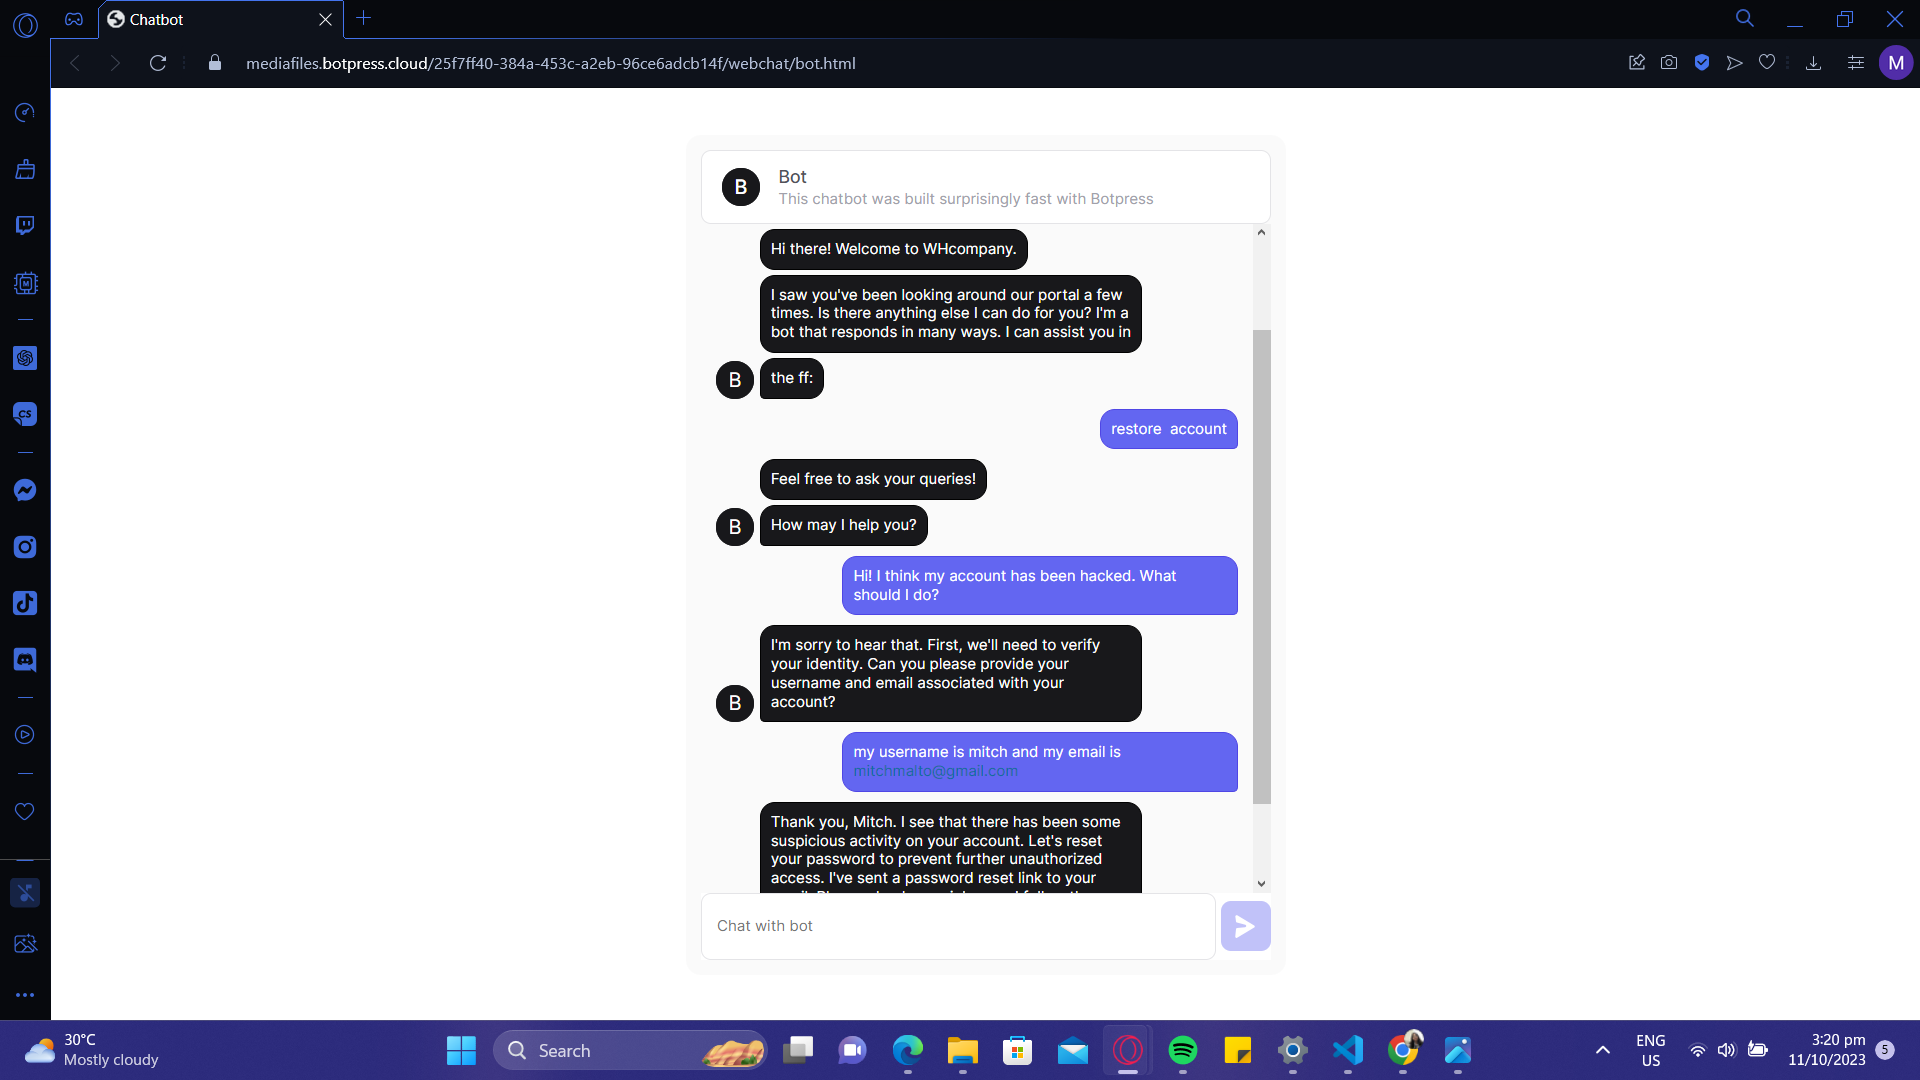 Chatbot
mediafiles.botpress.cloud/25f7ff40-384a-453c-a2eb-96ce6adcb14f/webchat/bot.html
M
M
CS
B
Bot
This chatbot was built surprisingly fast with Botpress
Hi there! Welcome to WHcompany.
I saw you've been looking around our portal a few
times. Is there anything else I can do for you? I'm a
bot that responds in many ways. I can assist you in
B
the ff:
restore  account
Feel free to ask your queries!
B
How may I help you?
Hi! I think my account has been hacked. What
should I do?
I'm sorry to hear that. First, we'll need to verify
your identity. Can you please provide your
username and email associated with your
account?
B
my username is mitch and my email is
mitchmalto@gmail.com
Thank you, Mitch. I see that there has been some
suspicious activity on your account. Let's reset
your password to prevent further unauthorized
access. I've sent a password reset link to your
Chat with bot
30°C
Mostly cloudy
Search
ENG
US
3:20 pm
11/10/2023
5